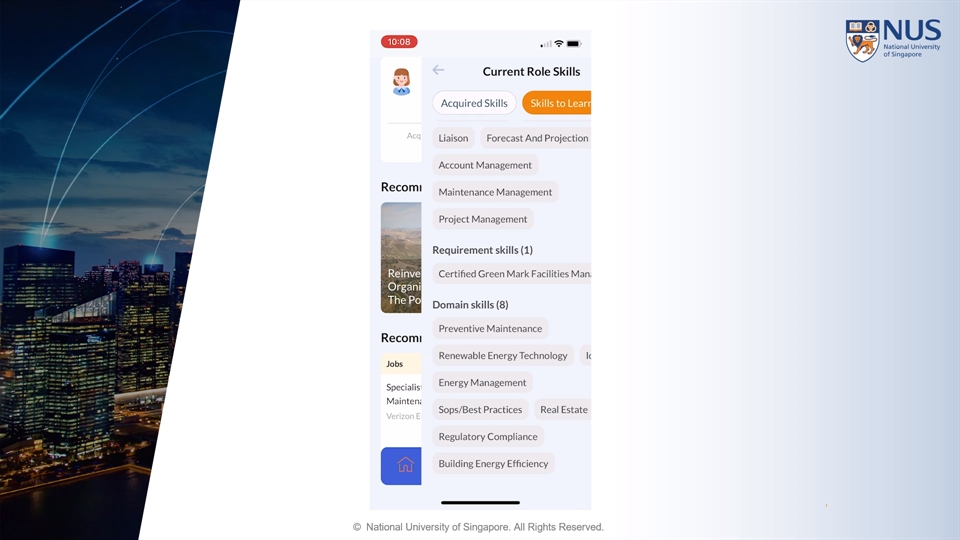 NUS
National University
of Singapore
10:08
Current Role Skills
Acquired Skills
Skills to Learn
Acq
Liaison
Forecast And Projection
Account Management
Maintenance Management
Recom
Project Management
Requirement skills (1)
Reinve
Organi
The Po
Certified Green Mark Facilities Man
Domain skills (8)
Preventive Maintenance
Recom
Renewable Energy Technology
Jobs
Energy Management
Specialist
Maintena
Verizon E
Sops/Best Practices
Real Estate
Regulatory Compliance
Building Energy Efficiency
© National University of Singapore. All Rights Reserved.